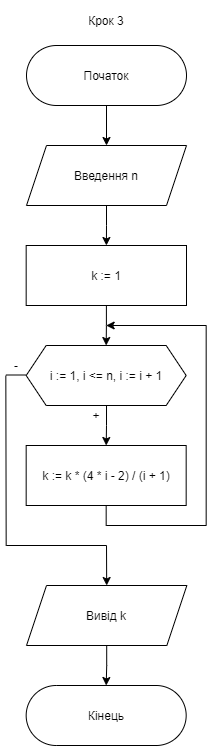 Крок 3
Початок
Введення n
k := 1
i := 1, i <= n, i := i + 1
-
+
k := k * (4 * i - 2) / (i + 1)
Вивід k
Кінець